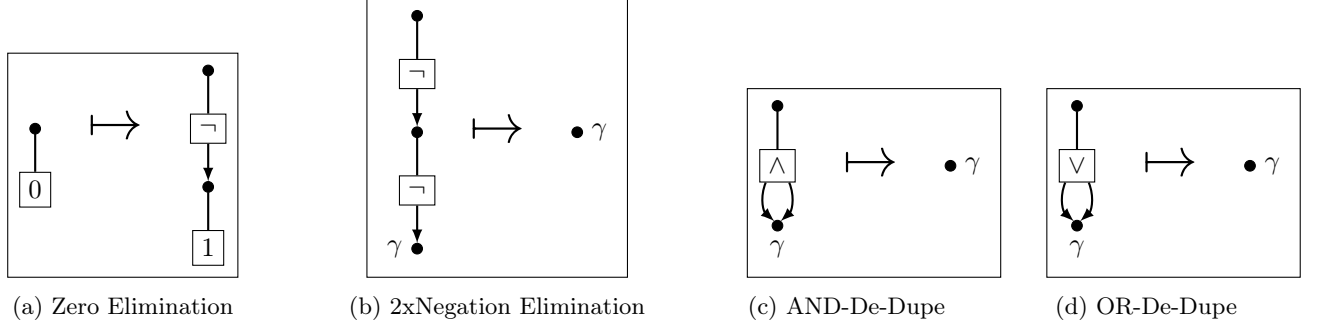 0
¬
1
(a) Zero Elimination
¬
¬
γ
γ
(b) 2xNegation Elimination
∧
γ
γ
(c) AND-De-Dupe
∨
γ
γ
(d) OR-De-Dupe